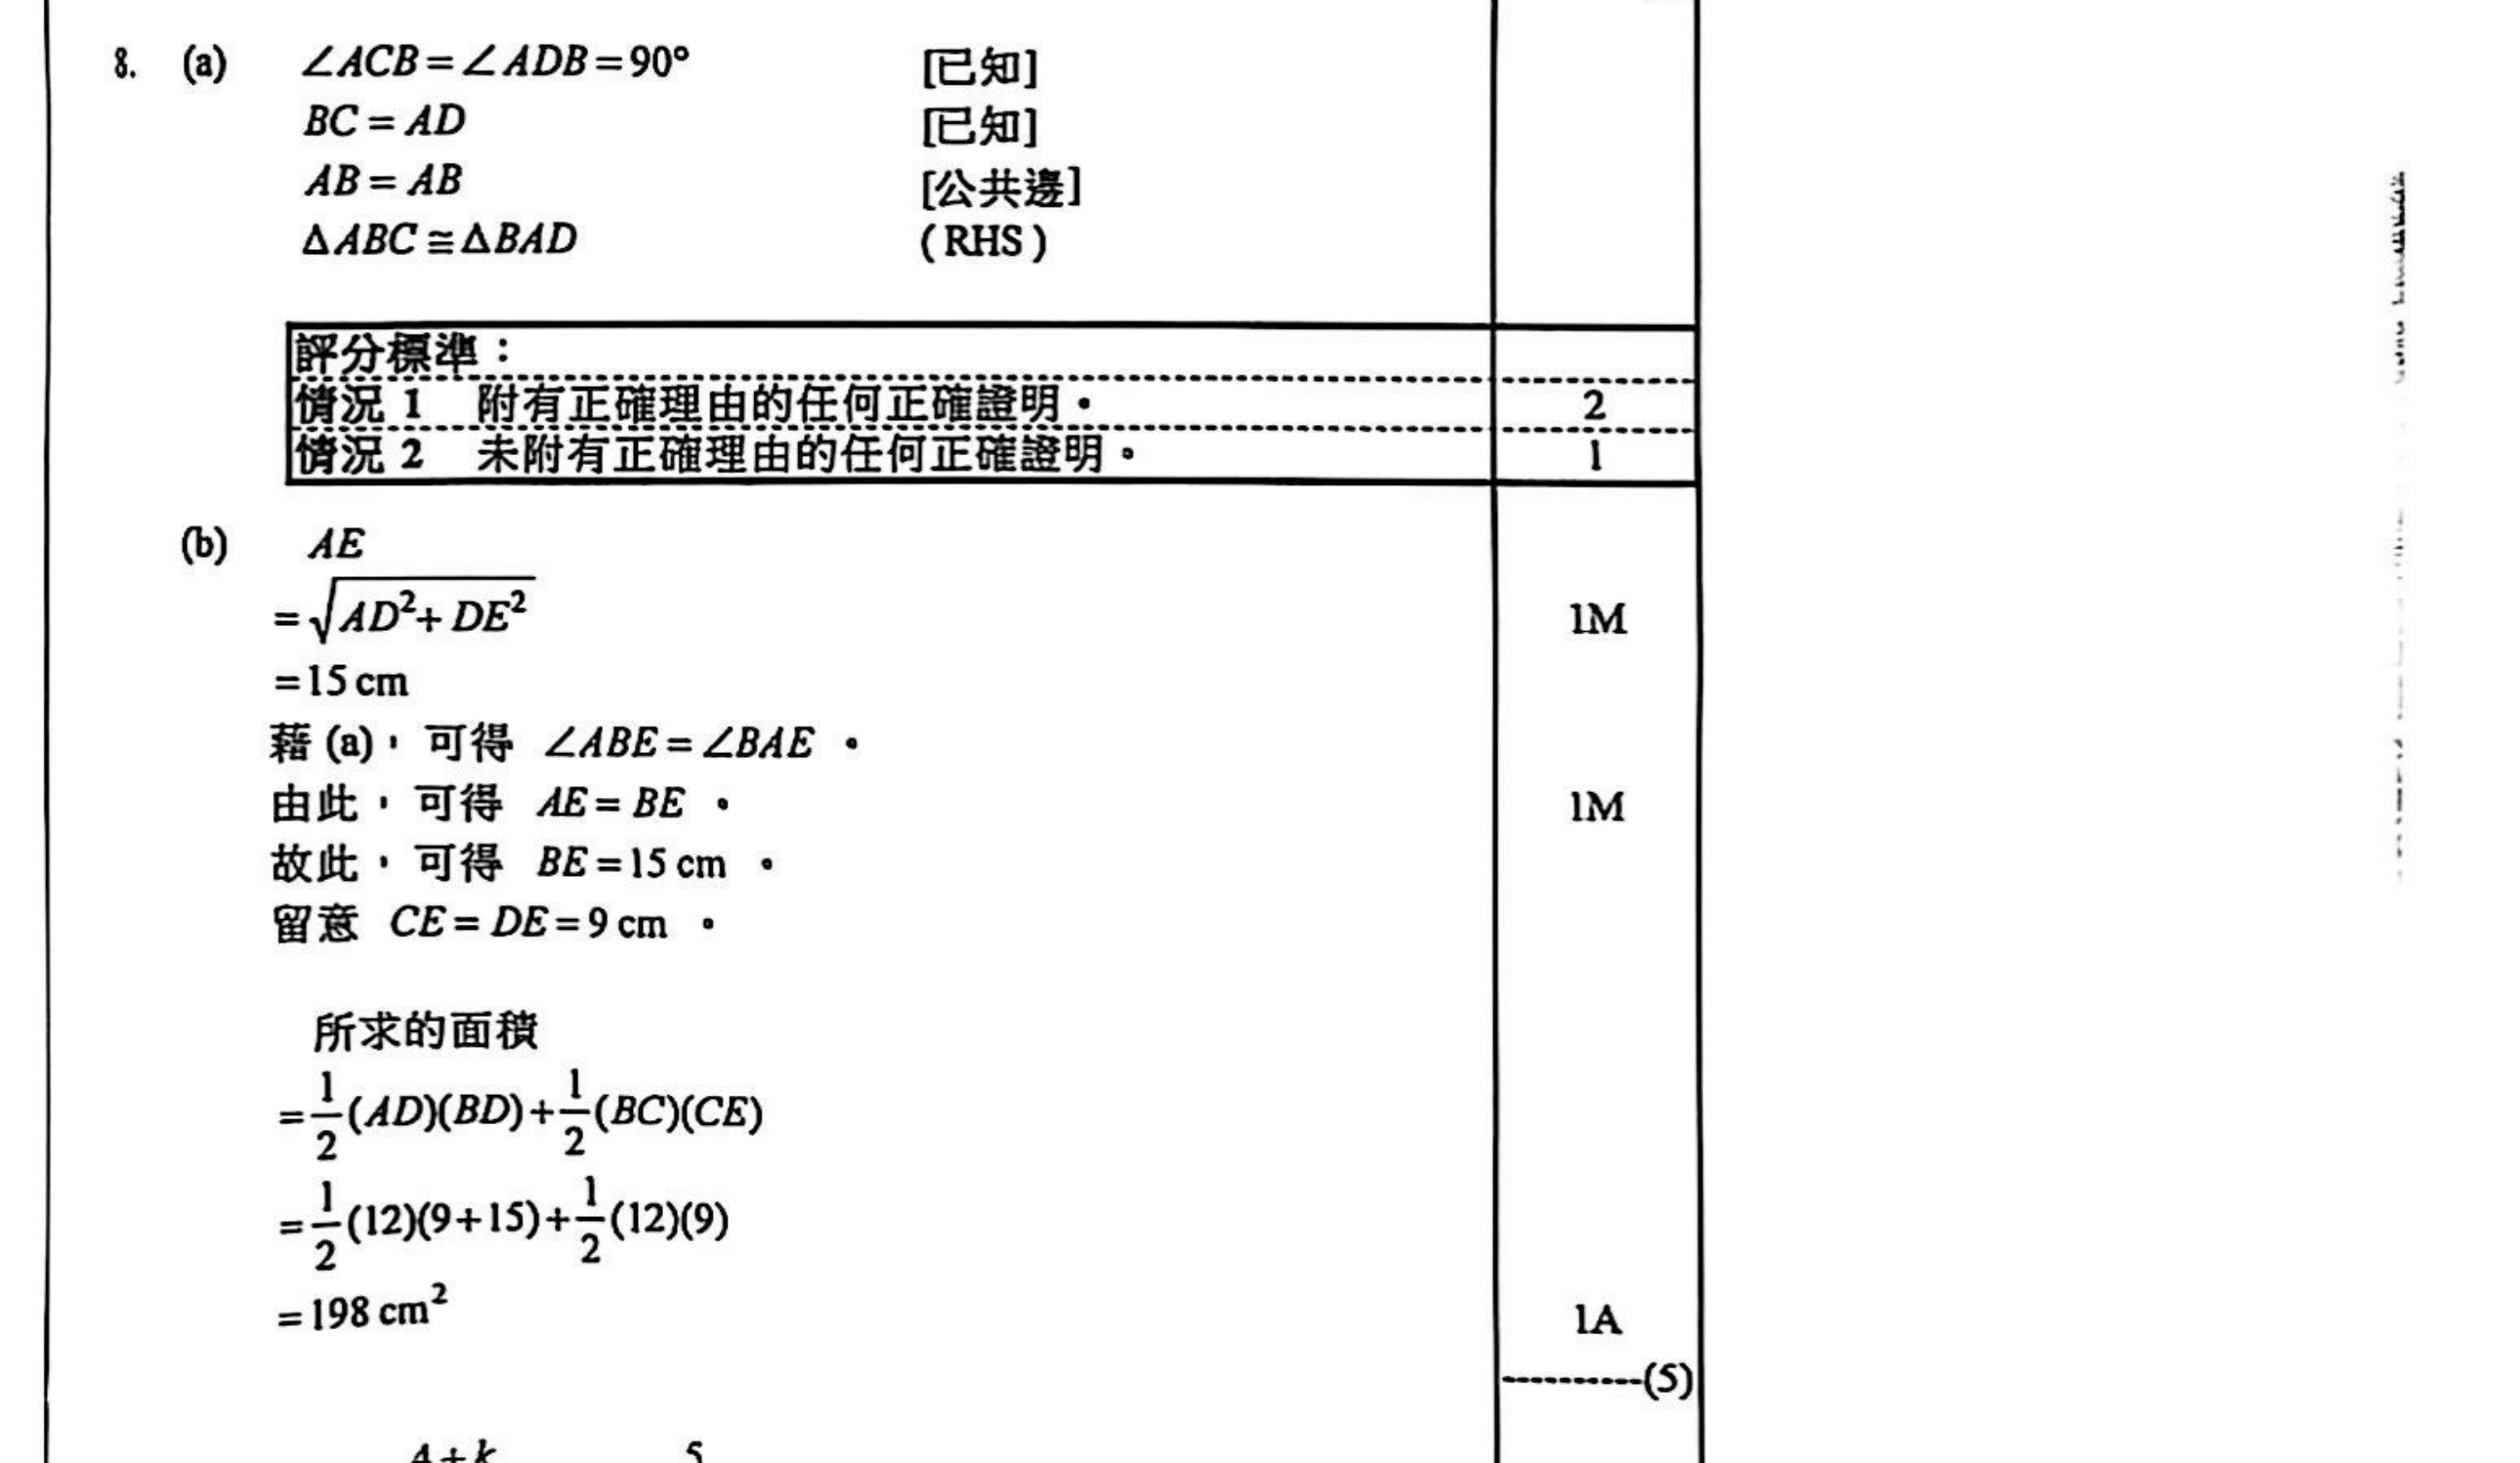 8. (a) ∠ACB = ∠ADB = 90° [已知]
BC = AD [已知]
AB = AB [公共邊]
ΔABC ≅ ΔBAD (RHS)
評分標準：
情況 1 附有正確理由的任何正確證明。 2
情況 2 未附有正確理由的任何正確證明。 1
(b) AE
= √(AD² + DE²) 1M
= 15 cm
藉 (a)，可得 ∠ABE = ∠BAE 。
由此，可得 AE = BE 。 1M
故此，可得 BE = 15 cm 。
留意 CE = DE = 9 cm 。
所求的面積
= 1/2 (AD)(BD) + 1/2 (BC)(CE)
= 1/2 (12)(9+15) + 1/2 (12)(9)
= 198 cm² 1A
----------(5)
A + k 5